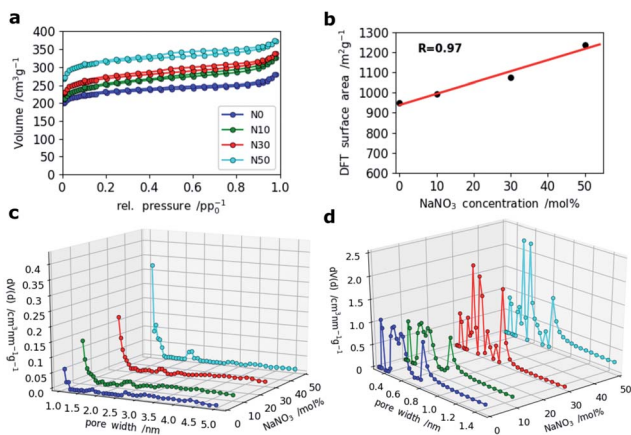 a
400
350
300
250
200
150
100
50
0
Volume /cm³g⁻¹
0.0 0.2 0.4 0.6 0.8 1.0
rel. pressure /pp₀⁻¹
N0
N10
N30
N50
b
1300
1200
1100
1000
900
800
700
600
DFT surface area /m²g⁻¹
R=0.97
0 10 20 30 40 50
NaNO₃ concentration /mol%
c
0.4
0.35
0.3
0.25
0.2
0.15
0.1
0.05
0.0
dV(d) /cm³nm⁻¹g⁻¹
1.0 1.5 2.0 2.5 3.0 3.5 4.0 4.5 5.0
pore width /nm
0 10 20 30 40 50
NaNO₃ /mol%
d
2.5
2.0
1.5
1.0
0.5
0
dV(d) /cm³nm⁻¹g⁻¹
0.4 0.6 0.8 1.0 1.2 1.4
pore width /nm
0 10 20 30 40 50
NaNO₃ /mol%